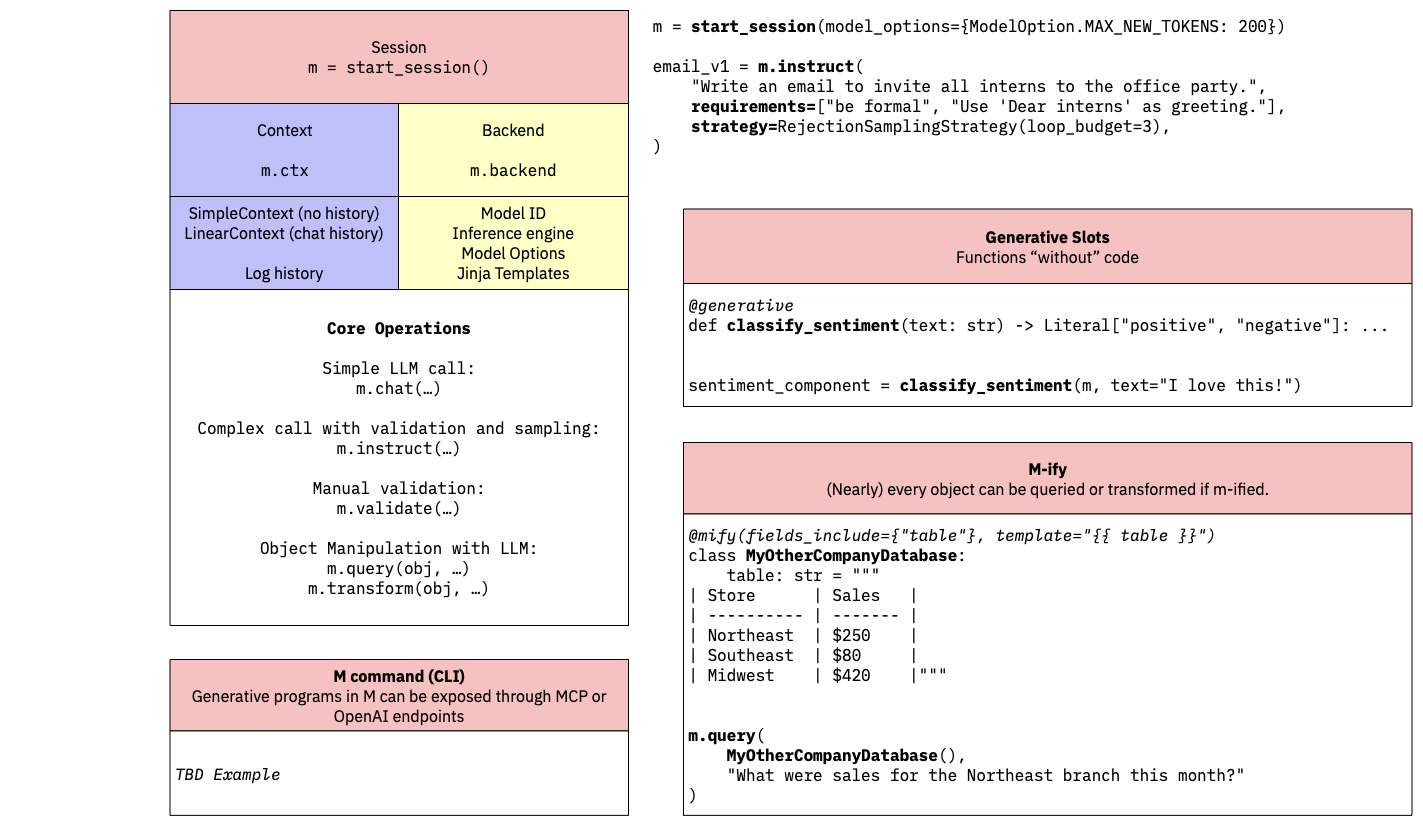 Session
m = start_session()
Context
m.ctx
Backend
m.backend
SimpleContext (no history)
LinearContext (chat history)
Log history
Model ID
Inference engine
Model Options
Jinja Templates
Core Operations
Simple LLM call:
m.chat(…)
Complex call with validation and sampling:
m.instruct(…)
Manual validation:
m.validate(…)
Object Manipulation with LLM:
m.query(obj, …)
m.transform(obj, …)
M command (CLI)
Generative programs in M can be exposed through MCP or
OpenAI endpoints
TBD Example
m = start_session(model_options={ModelOption.MAX_NEW_TOKENS: 200})
email_v1 = m.instruct(
    "Write an email to invite all interns to the office party.",
    requirements=["be formal", "Use 'Dear interns' as greeting."],
    strategy=RejectionSamplingStrategy(loop_budget=3),
)
Generative Slots
Functions “without” code
@generative
def classify_sentiment(text: str) -> Literal["positive", "negative"]: ...
sentiment_component = classify_sentiment(m, text="I love this!")
M-ify
(Nearly) every object can be queried or transformed if m-ified.
@mify(fields_include={"table"}, template="{{ table }}")
class MyOtherCompanyDatabase:
    table: str = """
| Store      | Sales   |
| ---------- | ------- |
| Northeast  | $250    |
| Southeast  | $80     |
| Midwest    | $420    |"""
m.query(
    MyOtherCompanyDatabase(),
    "What were sales for the Northeast branch this month?"
)